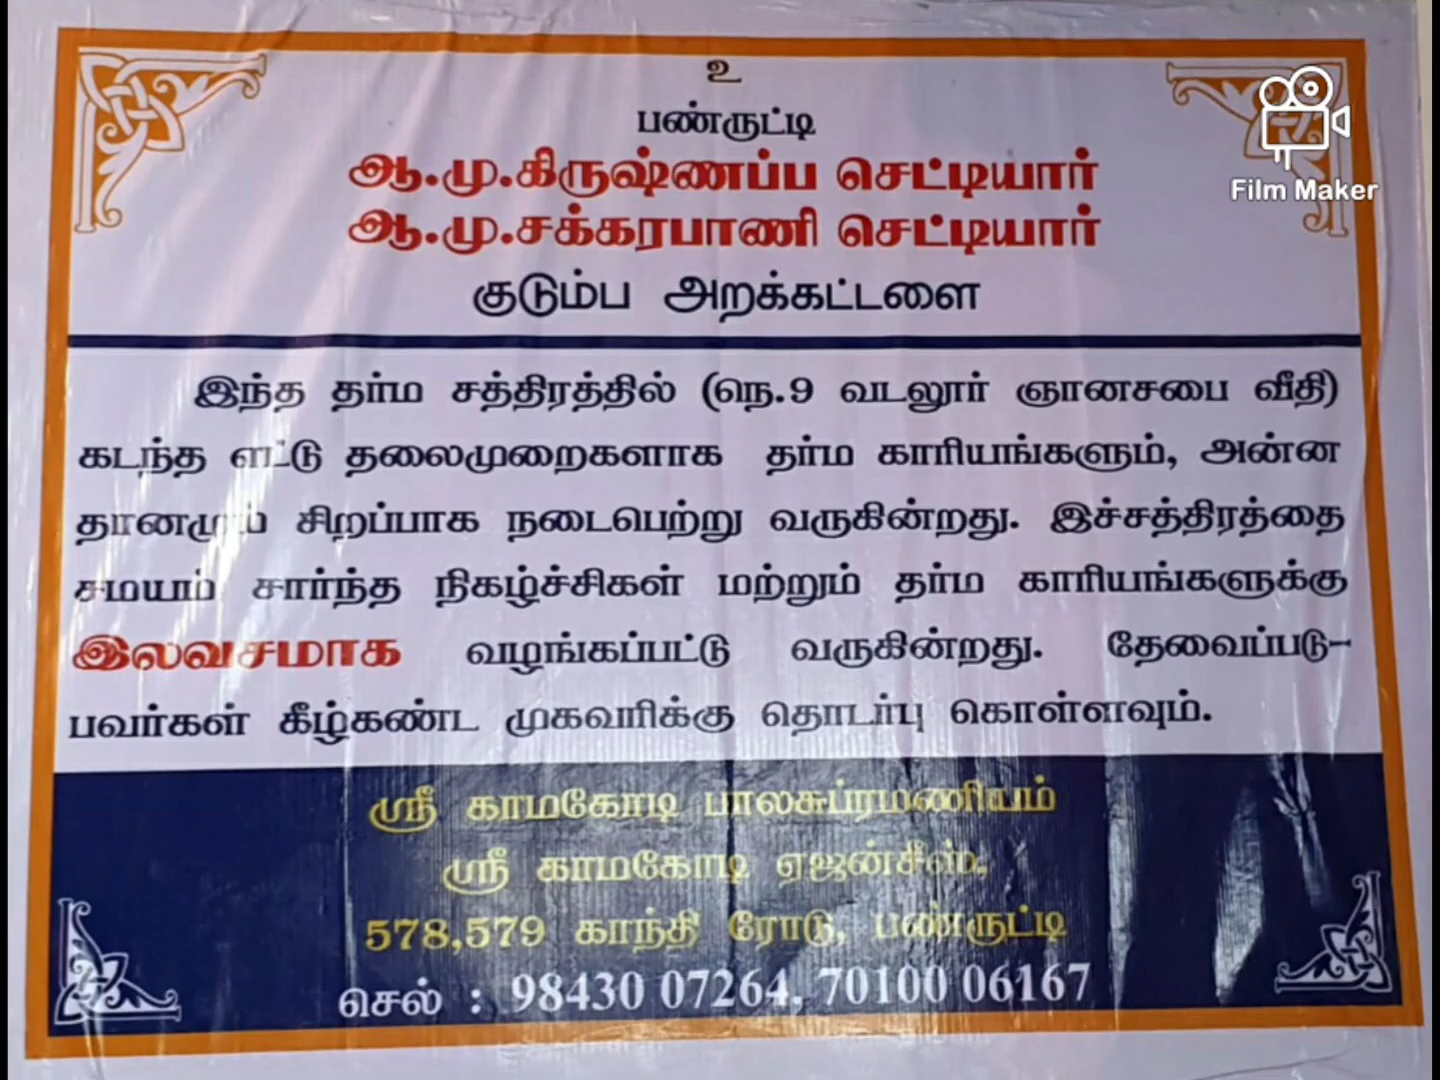 உ
பண்ருட்டி
ஆ.மு.கிருஷ்ணப்ப செட்டியார்
ஆ.மு.சக்கரபாணி செட்டியார்
குடும்ப அறக்கட்டளை
இந்த தர்ம சத்திரத்தில் (நெ.9 வடலூர் ஞானசபை வீதி)
கடந்த எட்டு தலைமுறைகளாக தர்ம காரியங்களும், அன்ன
தானமும் சிறப்பாக நடைபெற்று வருகின்றது. இச்சத்திரத்தை
சமயம் சார்ந்த நிகழ்ச்சிகள் மற்றும் தர்ம காரியங்களுக்கு
இலவசமாக வழங்கப்பட்டு வருகின்றது. தேவைப்படு-
பவர்கள் கீழ்கண்ட முகவரிக்கு தொடர்பு கொள்ளவும்.
ஸ்ரீ காமகோடி பாலசுப்ரமணியம்
ஸ்ரீ காமகோடி ஏஜன்சீஸ்,
578,579 காந்தி ரோடு, பண்ருட்டி
செல் : 98430 07264, 70100 06167
Film Maker